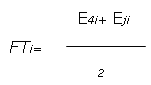 FTi= E4i+ Eji
2